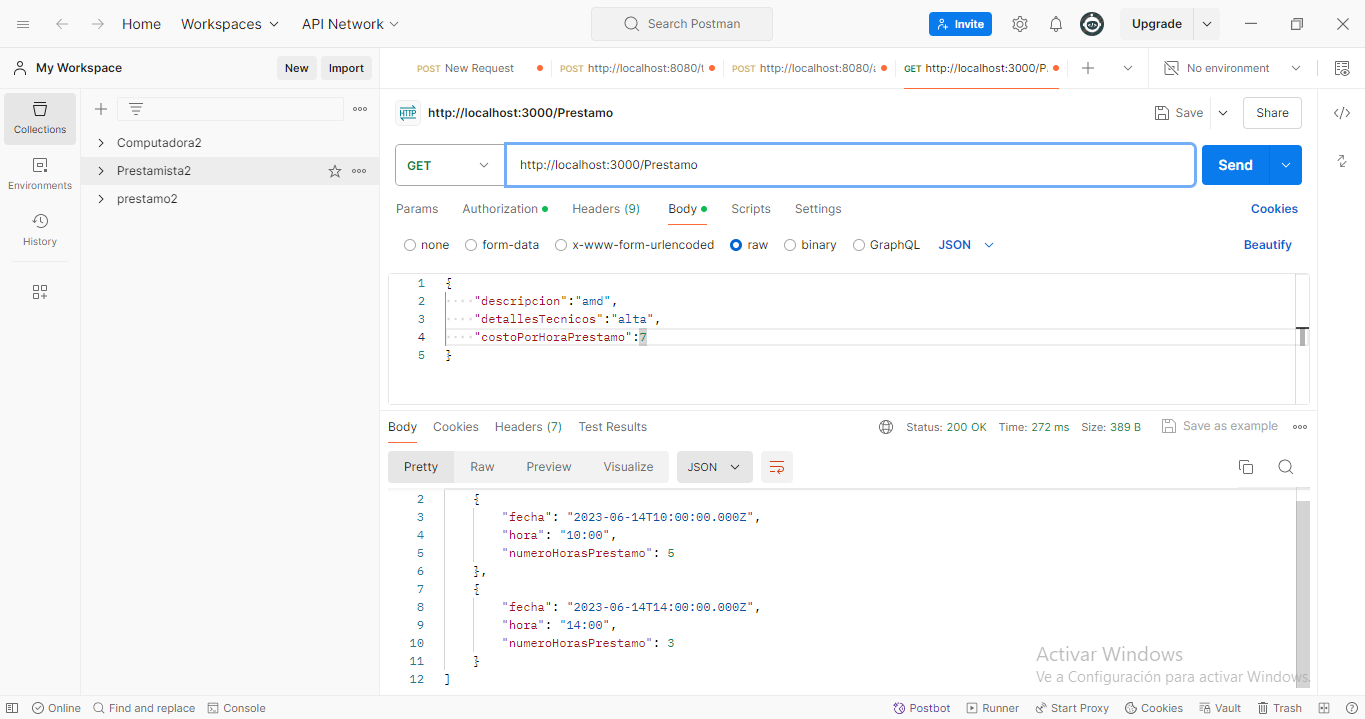 Home Workspaces API Network Search Postman Invite Upgrade
My Workspace New Import POST New Request POST http://localhost:8080/t POST http://localhost:8080/a GET http://localhost:3000/P. No environment
Collections
Environments
History
Computadora2
Prestamista2
prestamo2
HTTP http://localhost:3000/Prestamo Save Share
GET http://localhost:3000/Prestamo Send
Params Authorization Headers (9) Body Scripts Settings Cookies
none form-data x-www-form-urlencoded raw binary GraphQL JSON Beautify
1 {
2 ····"descripcion":"amd",
3 ····"detallesTecnicos":"alta",
4 ····"costoPorHoraPrestamo":7
5 }
Body Cookies Headers (7) Test Results Status: 200 OK Time: 272 ms Size: 389 B Save as example
Pretty Raw Preview Visualize JSON
2 {
3 "fecha": "2023-06-14T10:00:00.000Z",
4 "hora": "10:00",
5 "numeroHorasPrestamo": 5
6 },
7 {
8 "fecha": "2023-06-14T14:00:00.000Z",
9 "hora": "14:00",
10 "numeroHorasPrestamo": 3
11 }
12 ]
Activar Windows
Ve a Configuración para activar Windows.
Online Find and replace Console Postbot Runner Start Proxy Cookies Vault Trash